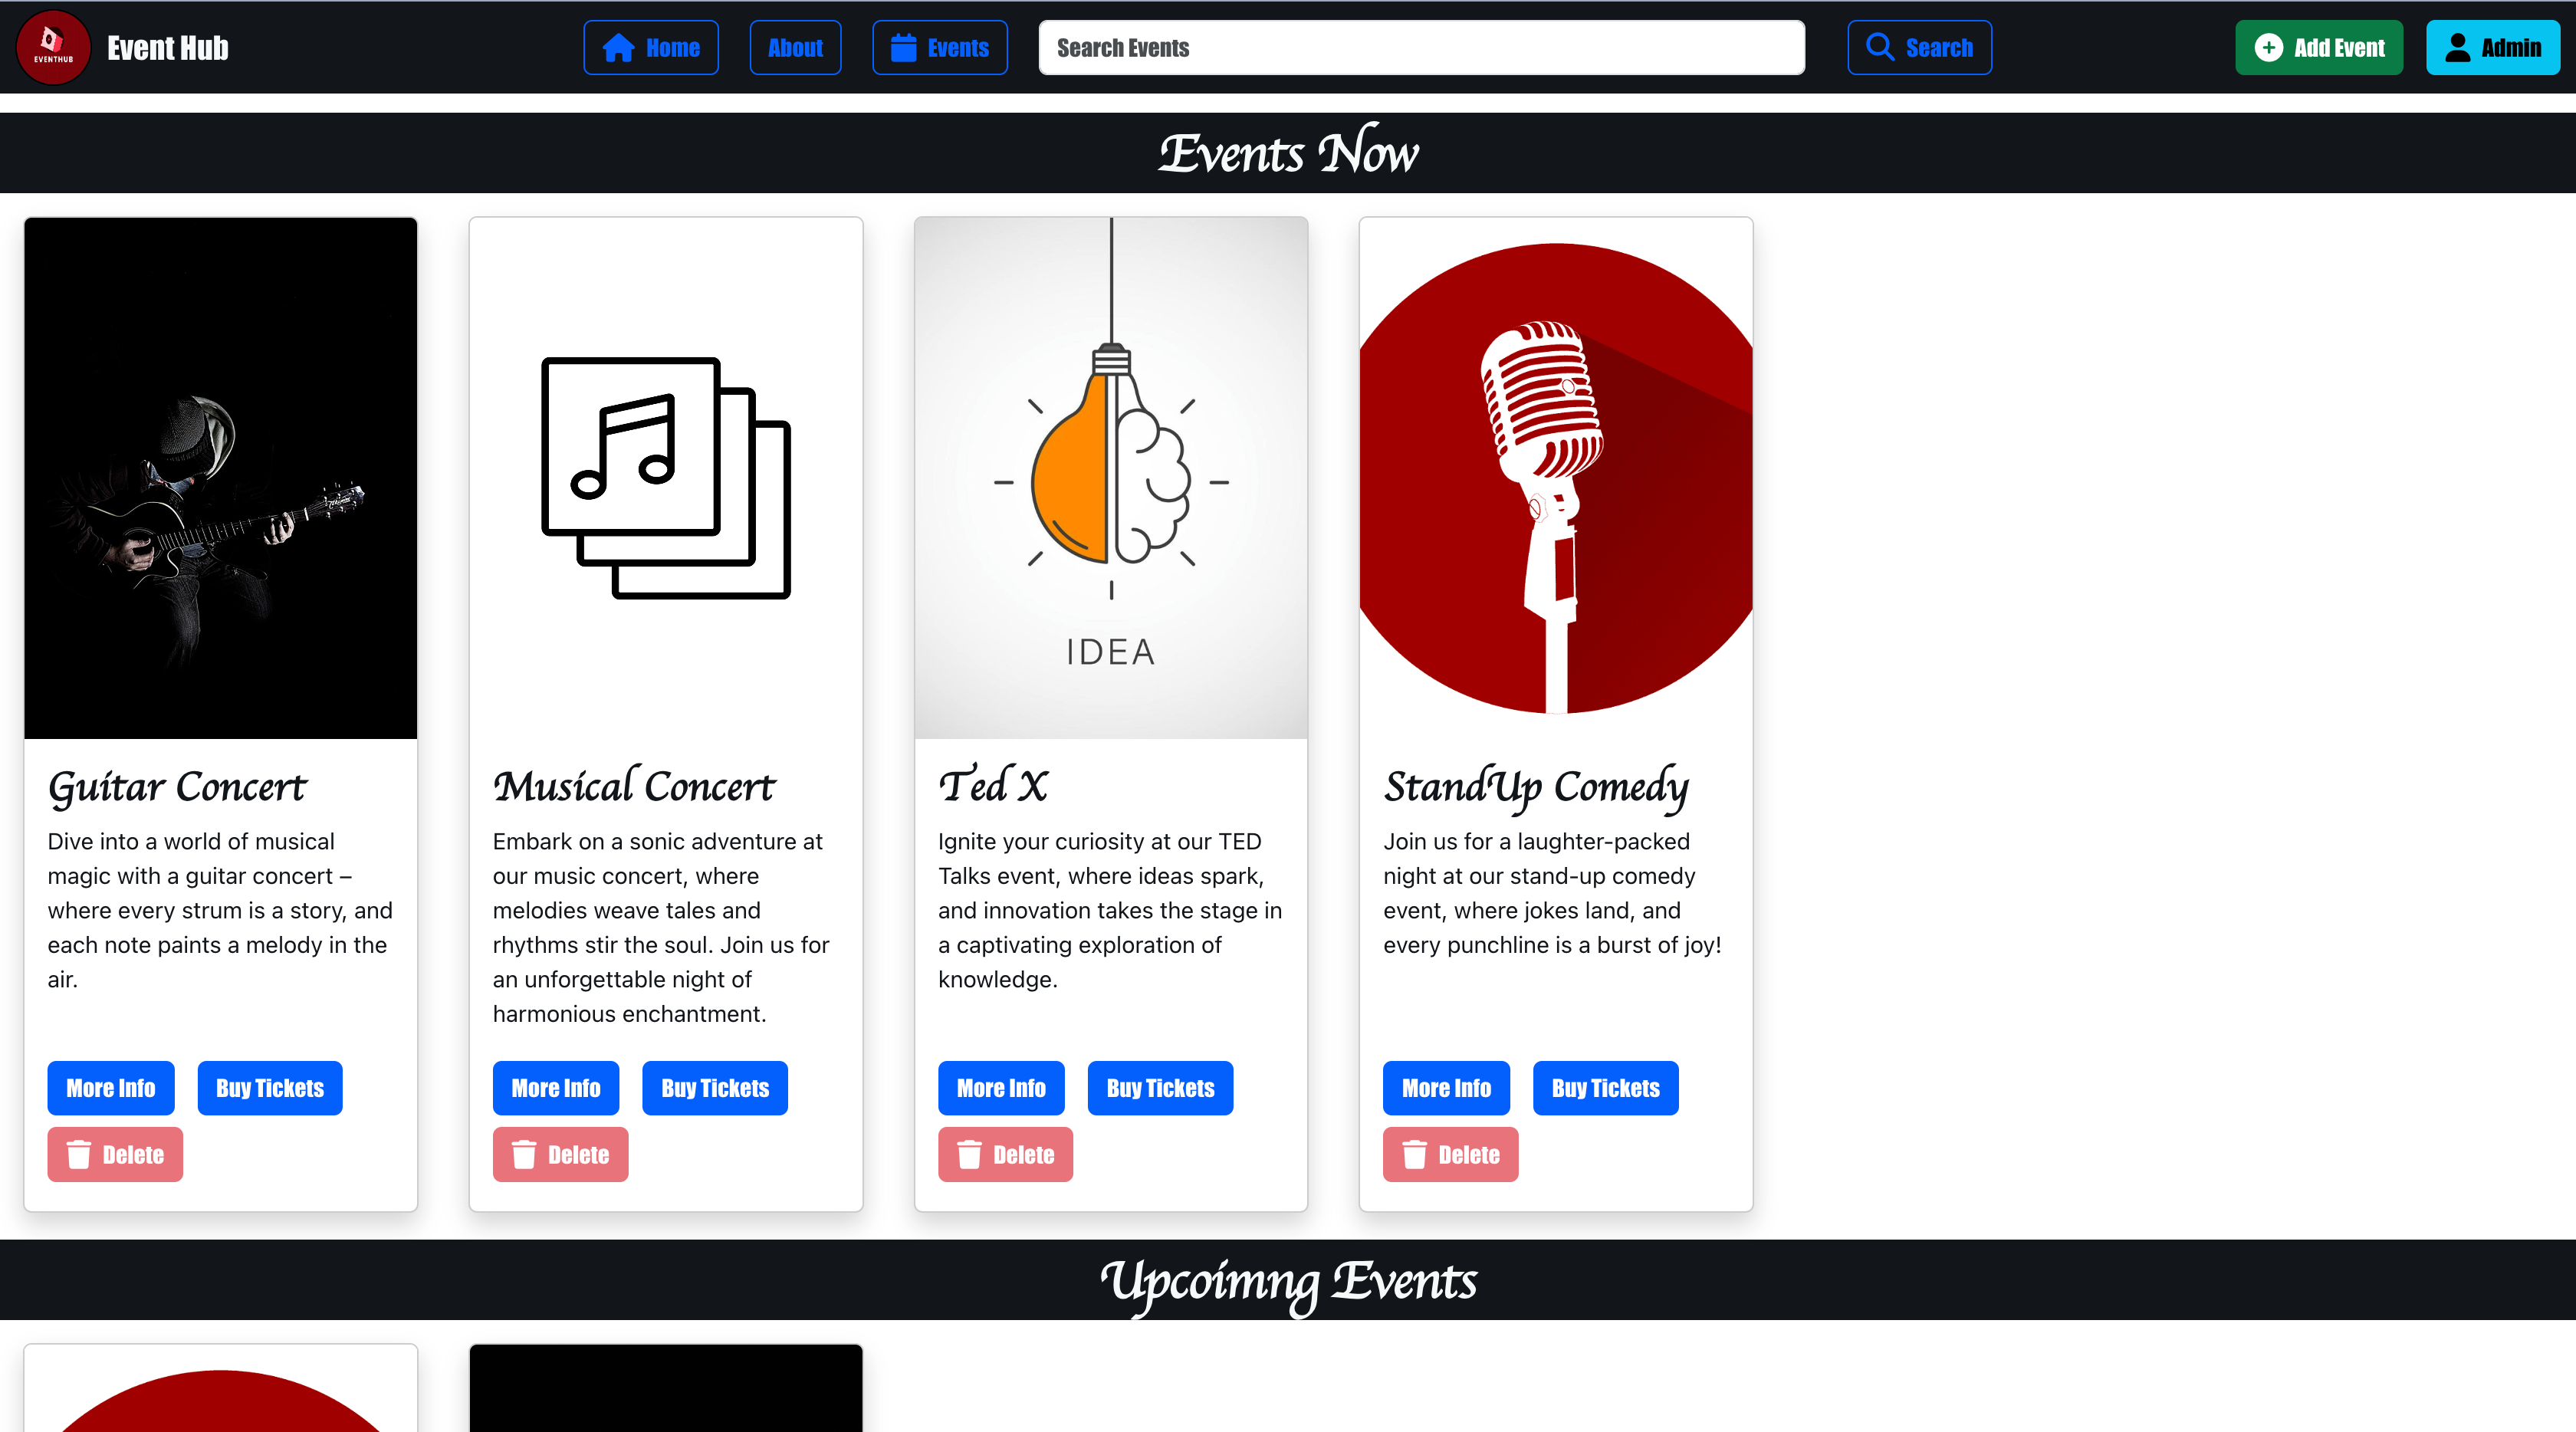 EVENTHUB
Event Hub
Home
About
Events
Search Events
Search
Add Event
Admin
Events Now
IDEA
Guitar Concert
Dive into a world of musical
magic with a guitar concert –
where every strum is a story, and
each note paints a melody in the
air.
More Info
Buy Tickets
Delete
Musical Concert
Embark on a sonic adventure at
our music concert, where
melodies weave tales and
rhythms stir the soul. Join us for
an unforgettable night of
harmonious enchantment.
More Info
Buy Tickets
Delete
Ted X
Ignite your curiosity at our TED
Talks event, where ideas spark,
and innovation takes the stage in
a captivating exploration of
knowledge.
More Info
Buy Tickets
Delete
StandUp Comedy
Join us for a laughter-packed
night at our stand-up comedy
event, where jokes land, and
every punchline is a burst of joy!
More Info
Buy Tickets
Delete
Upcoimng Events